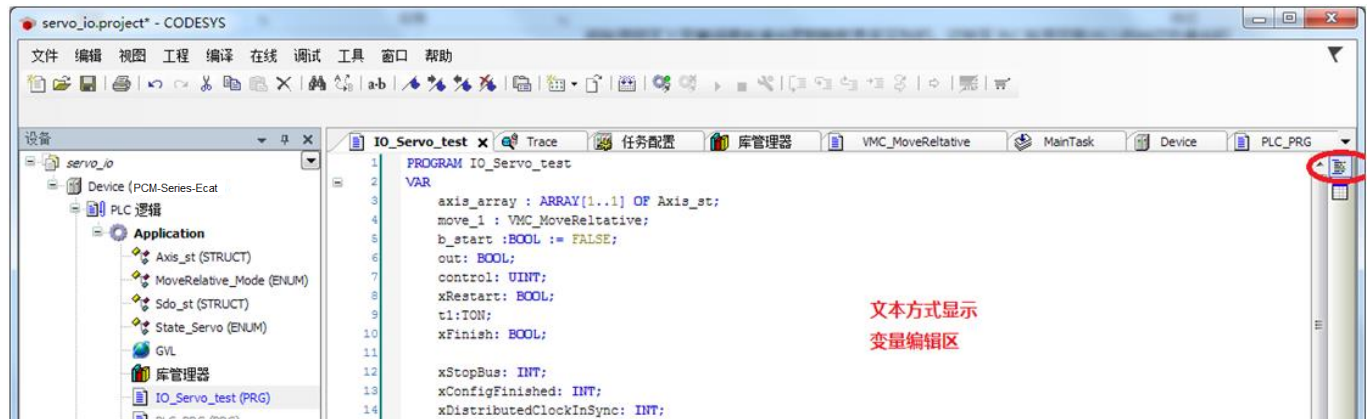 servo_io.project* - CODESYS
文件 编辑 视图 工程 编译 在线 调试 工具 窗口 帮助
设备
IO_Servo_test Trace 任务配置 库管理器 VMC_MoveReltative MainTask Device PLC_PRG
servo_io
Device (PCM-Series-Ecat
PLC 逻辑
Application
Axis_st (STRUCT)
MoveRelative_Mode (ENUM)
Sdo_st (STRUCT)
State_Servo (ENUM)
GVL
库管理器
IO_Servo_test (PRG)
PLC_PRG (PRG)
1 PROGRAM IO_Servo_test
2 VAR
3 axis_array : ARRAY[1..1] OF Axis_st;
4 move_1 : VMC_MoveReltative;
5 b_start :BOOL := FALSE;
6 out: BOOL;
7 control: UINT;
8 xRestart: BOOL;
9 t1:TON;
10 xFinish: BOOL;
11
12 xStopBus: INT;
13 xConfigFinished: INT;
14 xDistributedClockInSync: INT;
文本方式显示
变量编辑区